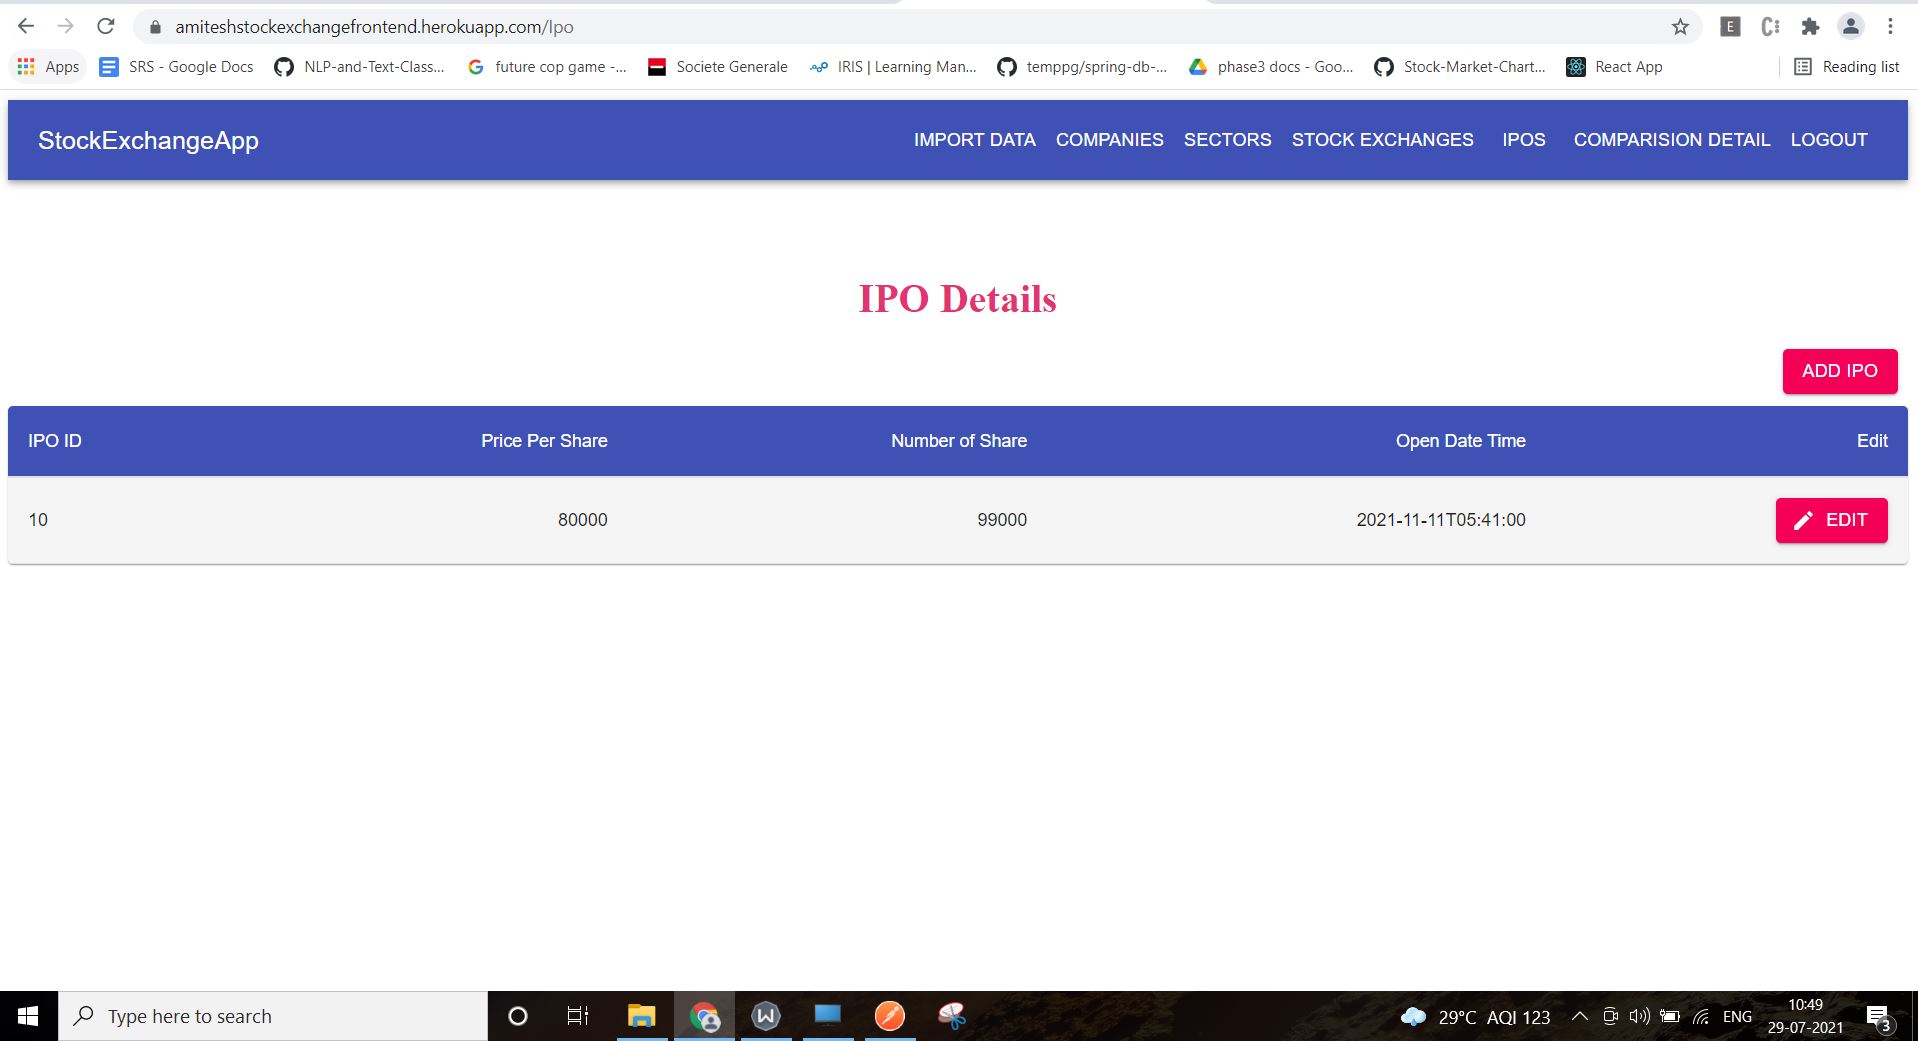 amiteshstockexchangefrontend.herokuapp.com/Ipo
E
Apps SRS - Google Docs NLP-and-Text-Class... future cop game -... Societe Generale IRIS | Learning Man... temppg/spring-db-... phase3 docs - Goo... Stock-Market-Chart... React App Reading list
StockExchangeApp IMPORT DATA COMPANIES SECTORS STOCK EXCHANGES IPOS COMPARISION DETAIL LOGOUT
IPO Details
ADD IPO
IPO ID Price Per Share Number of Share Open Date Time Edit
10 80000 99000 2021-11-11T05:41:00 EDIT
Type here to search
29°C AQI 123 ENG
10:49
29-07-2021
3